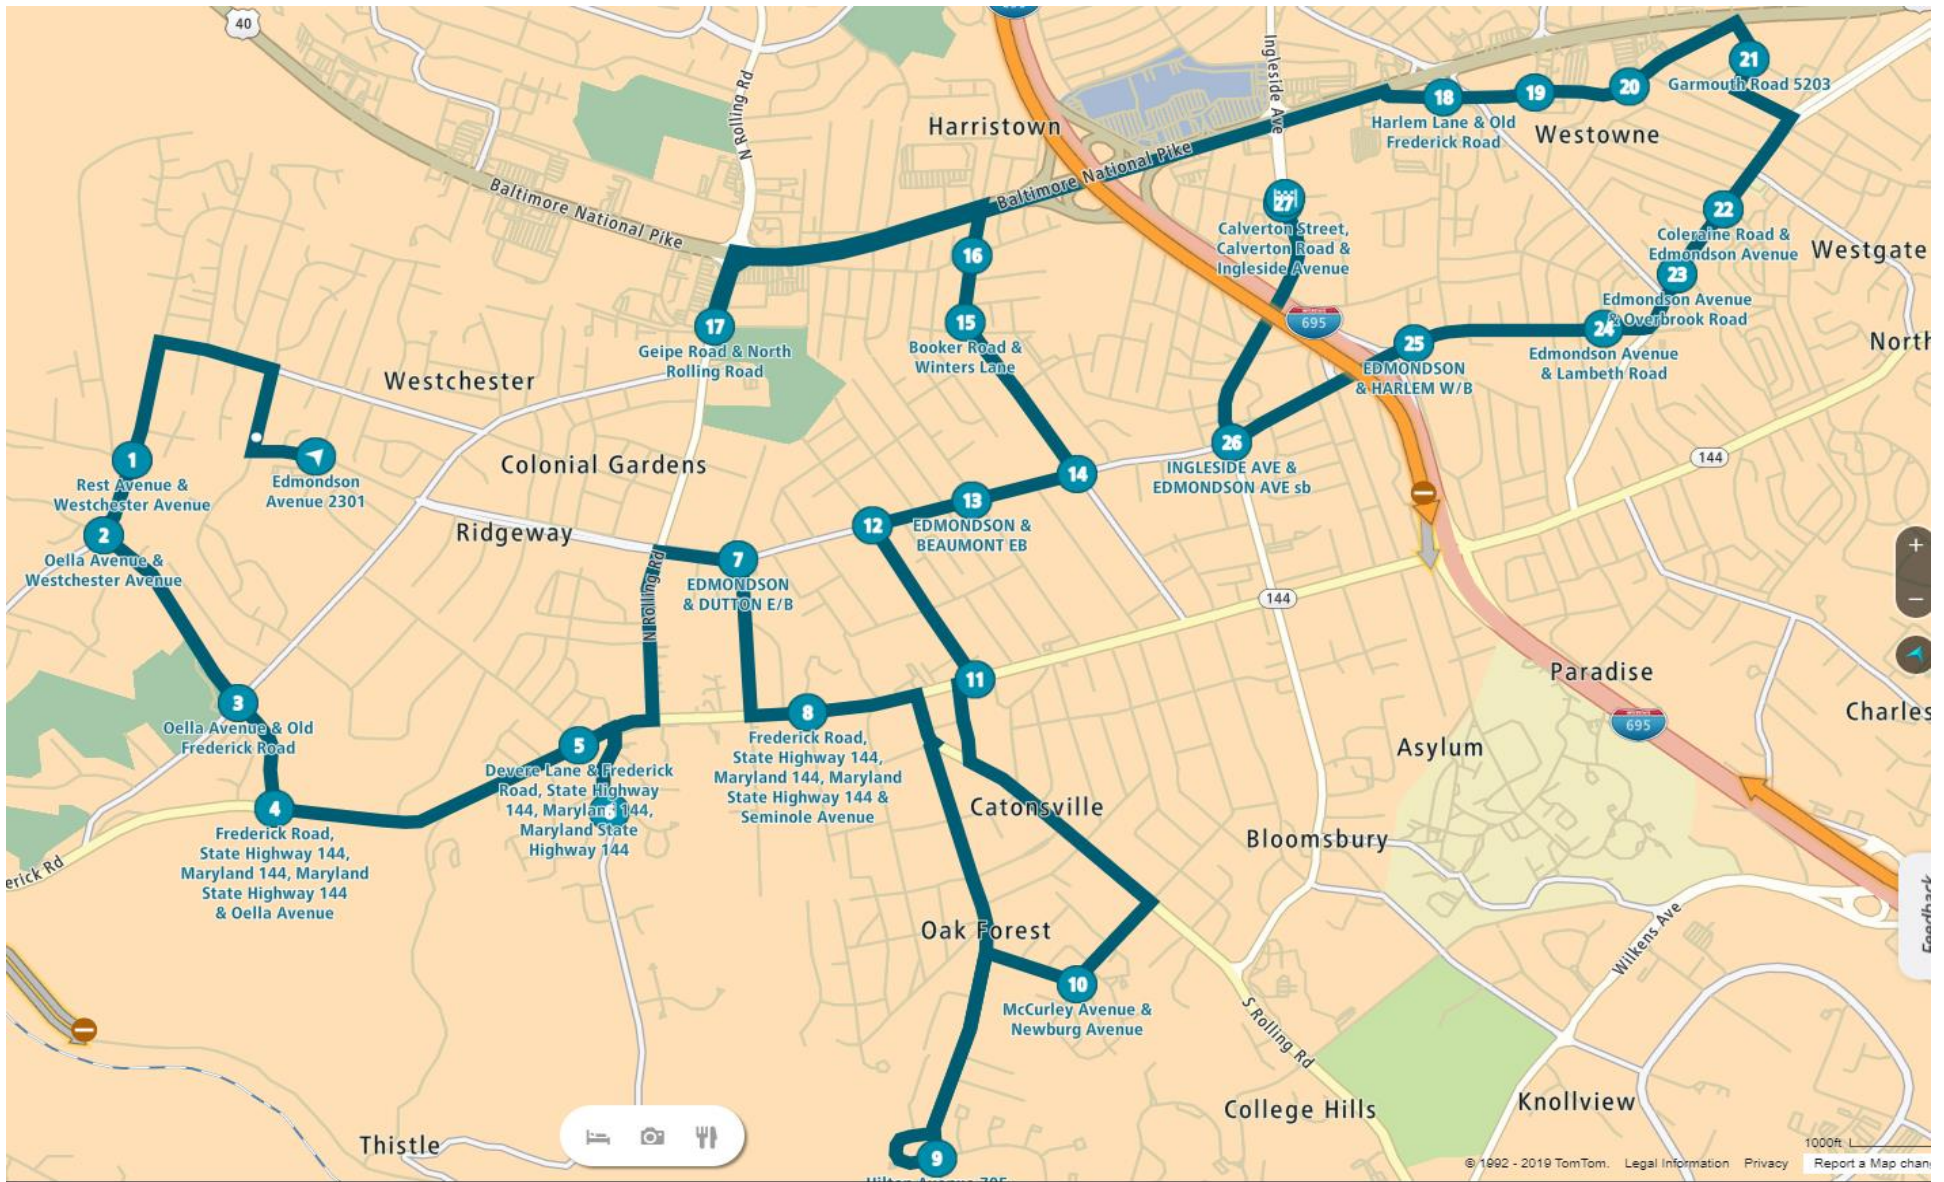 40
N Rolling Rd
Ingleside Ave
Harristown
Baltimore National Pike
Baltimore National Pike
21
Garmouth Road 5203
20
19
18
Harlem Lane & Old
Frederick Road
Westowne
27
Calverton Street,
Calverton Road &
Ingleside Avenue
22
Coleraine Road &
Edmondson Avenue
Westgate
23
Edmondson Avenue
& Overbrook Road
24
Edmondson Avenue
& Lambeth Road
North
16
15
Booker Road &
Winters Lane
17
Geipe Road & North
Rolling Road
695
25
EDMONDSON
& HARLEM W/B
Westchester
26
INGLESIDE AVE &
EDMONDSON AVE sb
144
1
Rest Avenue &
Westchester Avenue
Edmondson
Avenue 2301
Colonial Gardens
14
13
EDMONDSON &
BEAUMONT EB
12
2
Oella Avenue &
Westchester Avenue
Ridgeway
N Rolling Rd
7
EDMONDSON
& DUTTON E/B
144
+
−
11
Paradise
3
Oella Avenue & Old
Frederick Road
8
Frederick Road,
State Highway 144,
Maryland 144, Maryland
State Highway 144 &
Seminole Avenue
5
Devere Lane & Frederick
Road, State Highway
144, Maryland 144,
Maryland State
Highway 144
6
695
Charles
Asylum
4
Frederick Road,
State Highway 144,
Maryland 144, Maryland
State Highway 144
& Oella Avenue
Catonsville
Bloomsbury
erick Rd
Feedback
Oak Forest
Wilkens Ave
10
McCurley Avenue &
Newburg Avenue
S Rolling Rd
College Hills
Knollview
Thistle
9
Hilton Avenue 705
1000ft
© 1992 - 2019 TomTom. Legal Information Privacy Report a Map chan